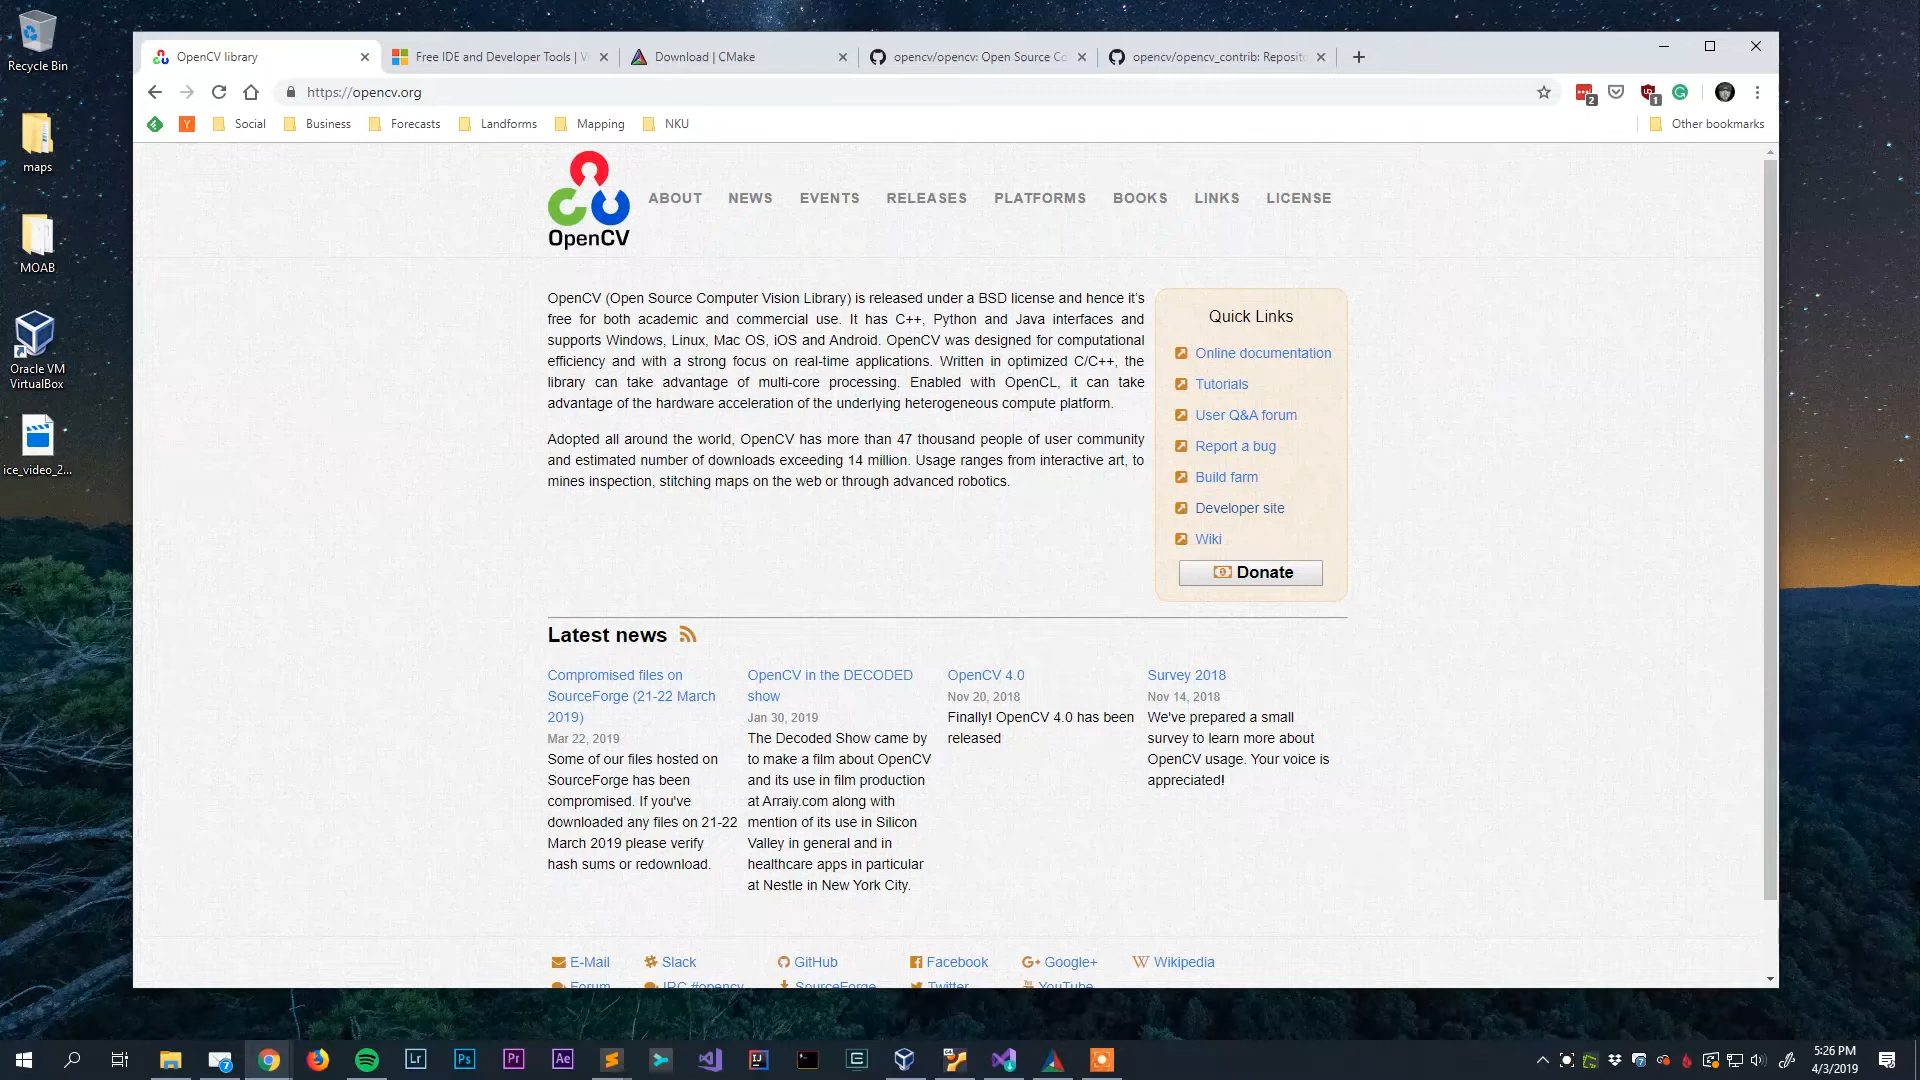 Recycle Bin
maps
MOAB
Oracle VM
VirtualBox
ice_video_2...
OpenCV library
Free IDE and Developer Tools | V
Download | CMake
opencv/opencv: Open Source Co
opencv/opencv_contrib: Reposito
https://opencv.org
2
1
Y
Social
Business
Forecasts
Landforms
Mapping
NKU
Other bookmarks
OpenCV
ABOUT
NEWS
EVENTS
RELEASES
PLATFORMS
BOOKS
LINKS
LICENSE
OpenCV (Open Source Computer Vision Library) is released under a BSD license and hence it's
free for both academic and commercial use. It has C++, Python and Java interfaces and
supports Windows, Linux, Mac OS, iOS and Android. OpenCV was designed for computational
efficiency and with a strong focus on real-time applications. Written in optimized C/C++, the
library can take advantage of multi-core processing. Enabled with OpenCL, it can take
advantage of the hardware acceleration of the underlying heterogeneous compute platform.
Adopted all around the world, OpenCV has more than 47 thousand people of user community
and estimated number of downloads exceeding 14 million. Usage ranges from interactive art, to
mines inspection, stitching maps on the web or through advanced robotics.
Quick Links
Online documentation
Tutorials
User Q&A forum
Report a bug
Build farm
Developer site
Wiki
Donate
Latest news
Compromised files on
SourceForge (21-22 March
2019)
Mar 22, 2019
Some of our files hosted on
SourceForge has been
compromised. If you've
downloaded any files on 21-22
March 2019 please verify
hash sums or redownload.
OpenCV in the DECODED
show
Jan 30, 2019
The Decoded Show came by
to make a film about OpenCV
and its use in film production
at Arraiy.com along with
mention of its use in Silicon
Valley in general and in
healthcare apps in particular
at Nestle in New York City.
OpenCV 4.0
Nov 20, 2018
Finally! OpenCV 4.0 has been
released
Survey 2018
Nov 14, 2018
We've prepared a small
survey to learn more about
OpenCV usage. Your voice is
appreciated!
E-Mail
Slack
GitHub
Facebook
Google+
Wikipedia
Forum
IRC #opencv
SourceForge
Twitter
YouTube
7
Lr
Ps
Pr
Ae
IJ
5:26 PM
4/3/2019